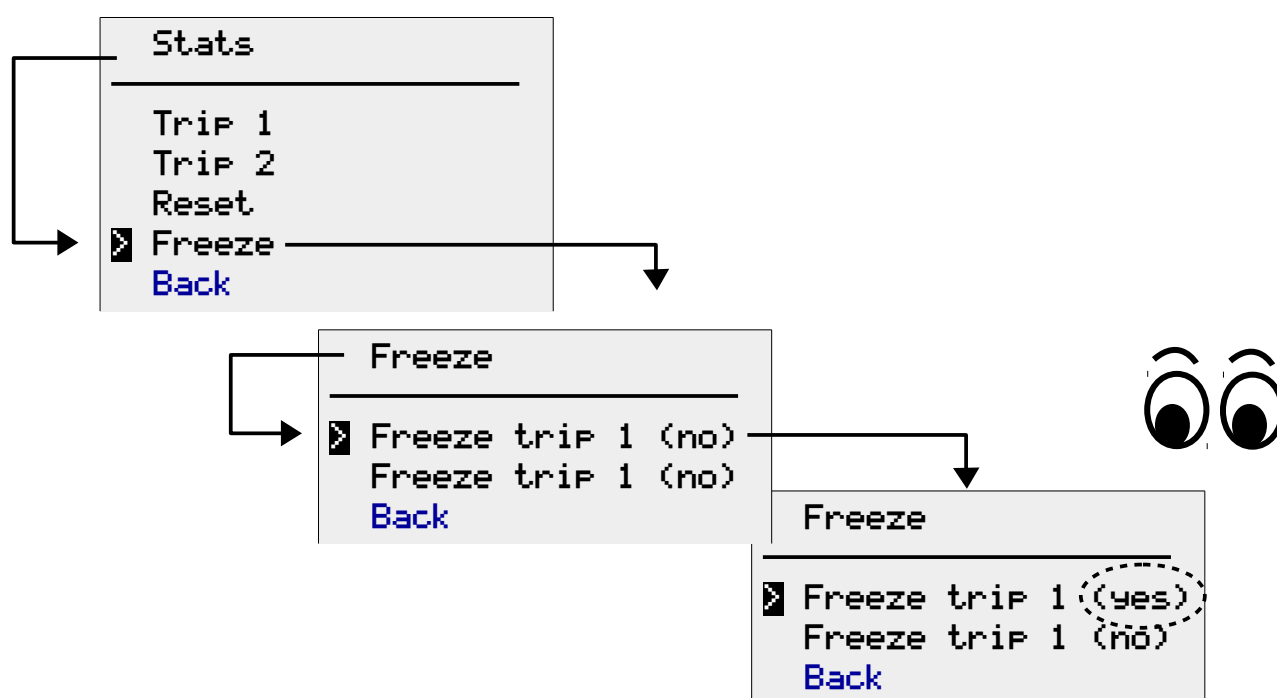 Stats
Trip 1
Trip 2
Reset
> Freeze
Back
Freeze
> Freeze trip 1 (no)
Freeze trip 1 (no)
Back
Freeze
> Freeze trip 1 (yes)
Freeze trip 1 (no)
Back